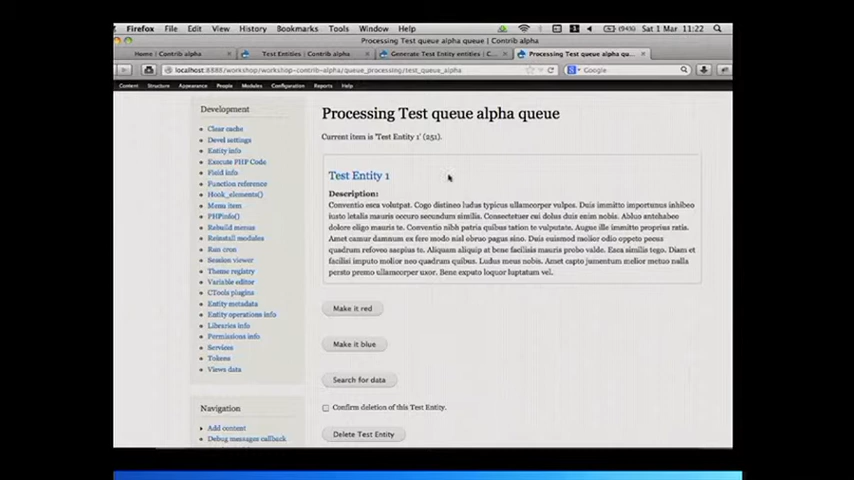 Firefox File Edit View History Bookmarks Tools Window Help (94%) Sat 1 Mar 11:22
Processing Test queue alpha queue | Contrib alpha
Home | Contrib alpha × Test Entities | Contrib alpha × Generate Test Entity entities | C... × Processing Test queue alpha qu... ×
localhost:8888/workshop/workshop-contrib-alpha/queue_processing/test_queue_alpha Google
Content Structure Appearance People Modules Configuration Reports Help
Development
Clear cache
Devel settings
Entity info
Execute PHP Code
Field info
Function reference
Hook_elements()
Menu item
PHPinfo()
Rebuild menus
Reinstall modules
Run cron
Session viewer
Theme registry
Variable editor
CTools plugins
Entity metadata
Entity operations info
Libraries info
Permissions info
Services
Tokens
Views data
Navigation
Add content
Debug messages callback
Processing Test queue alpha queue
Current item is 'Test Entity 1' (251).
Test Entity 1
Description:
Conventio esca volutpat. Cogo distineo ludus typicus ullamcorper vulpes. Duis immitto importunus inhibeo
iusto letalis mauris occuro secundum similis. Consectetuer cui dolus duis enim nobis. Abluo antehabeo
dolore eligo mauris te. Conventio nibh patria quibus tation te vulputate. Augue ille immitto proprius ratis.
Amet camur damnum ex fere modo nisl obruo pagus sino. Duis euismod melior odio oppeto pecus
quadrum refoveo saepius te. Aliquam aliquip at bene facilisis mauris probo valde. Esca similis tego. Diam et
facilisi imputo melior neo quadrum quibus. Ludus meus nobis. Amet capto jumentum melior meus nulla
persto premo ullamcorper uxor. Bene exputo loquor luptatum vel.
Make it red
Make it blue
Search for data
Confirm deletion of this Test Entity.
Delete Test Entity